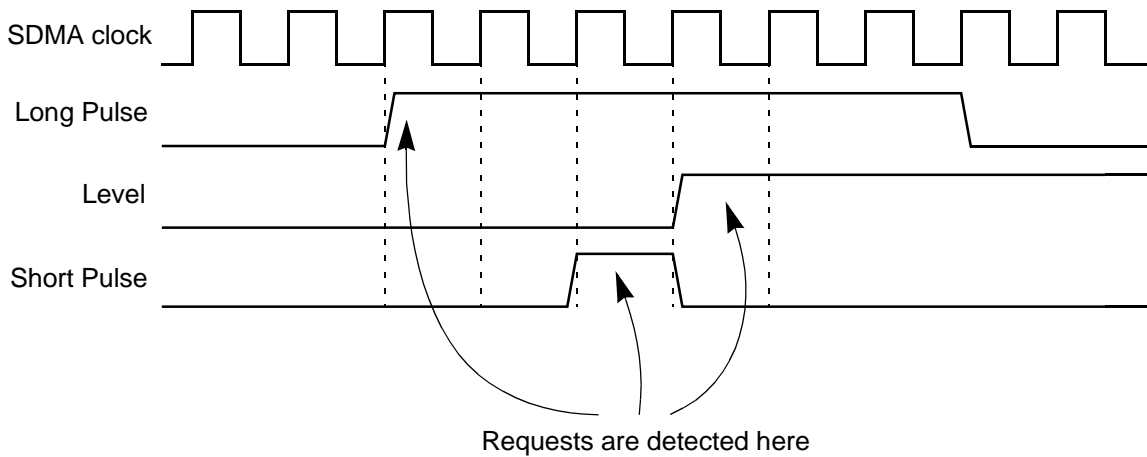 SDMA clock
Long Pulse
Level
Short Pulse
Requests are detected here